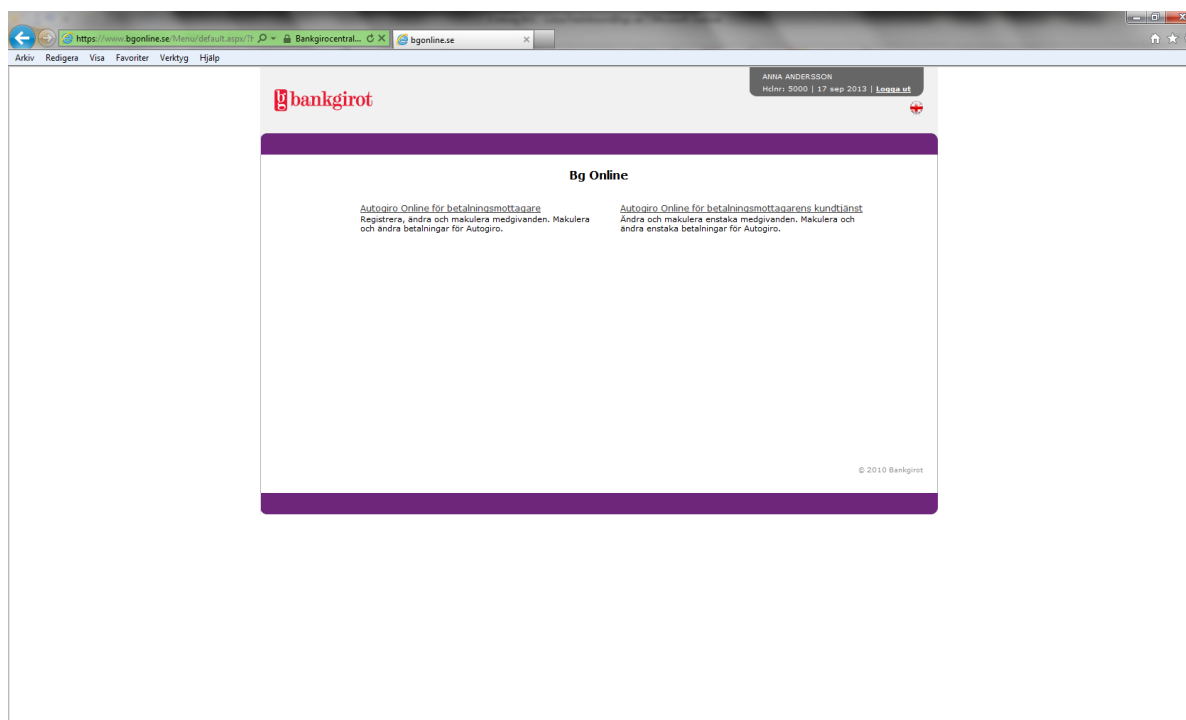 https://www.bgonline.se/Menu/default.aspx/?
Bankgirocentral...
bgonline.se
Arkiv Redigera Visa Favoriter Verktyg Hjälp
bankgirot
ANNA ANDERSSON
Hdlnr: 5000 | 17 sep 2013 | Logga ut
Bg Online
Autogiro Online för betalningsmottagare
Registrera, ändra och makulera medgivanden. Makulera
och ändra betalningar för Autogiro.
Autogiro Online för betalningsmottagarens kundtjänst
Ändra och makulera enstaka medgivanden. Makulera och
ändra enstaka betalningar för Autogiro.
© 2010 Bankgirot